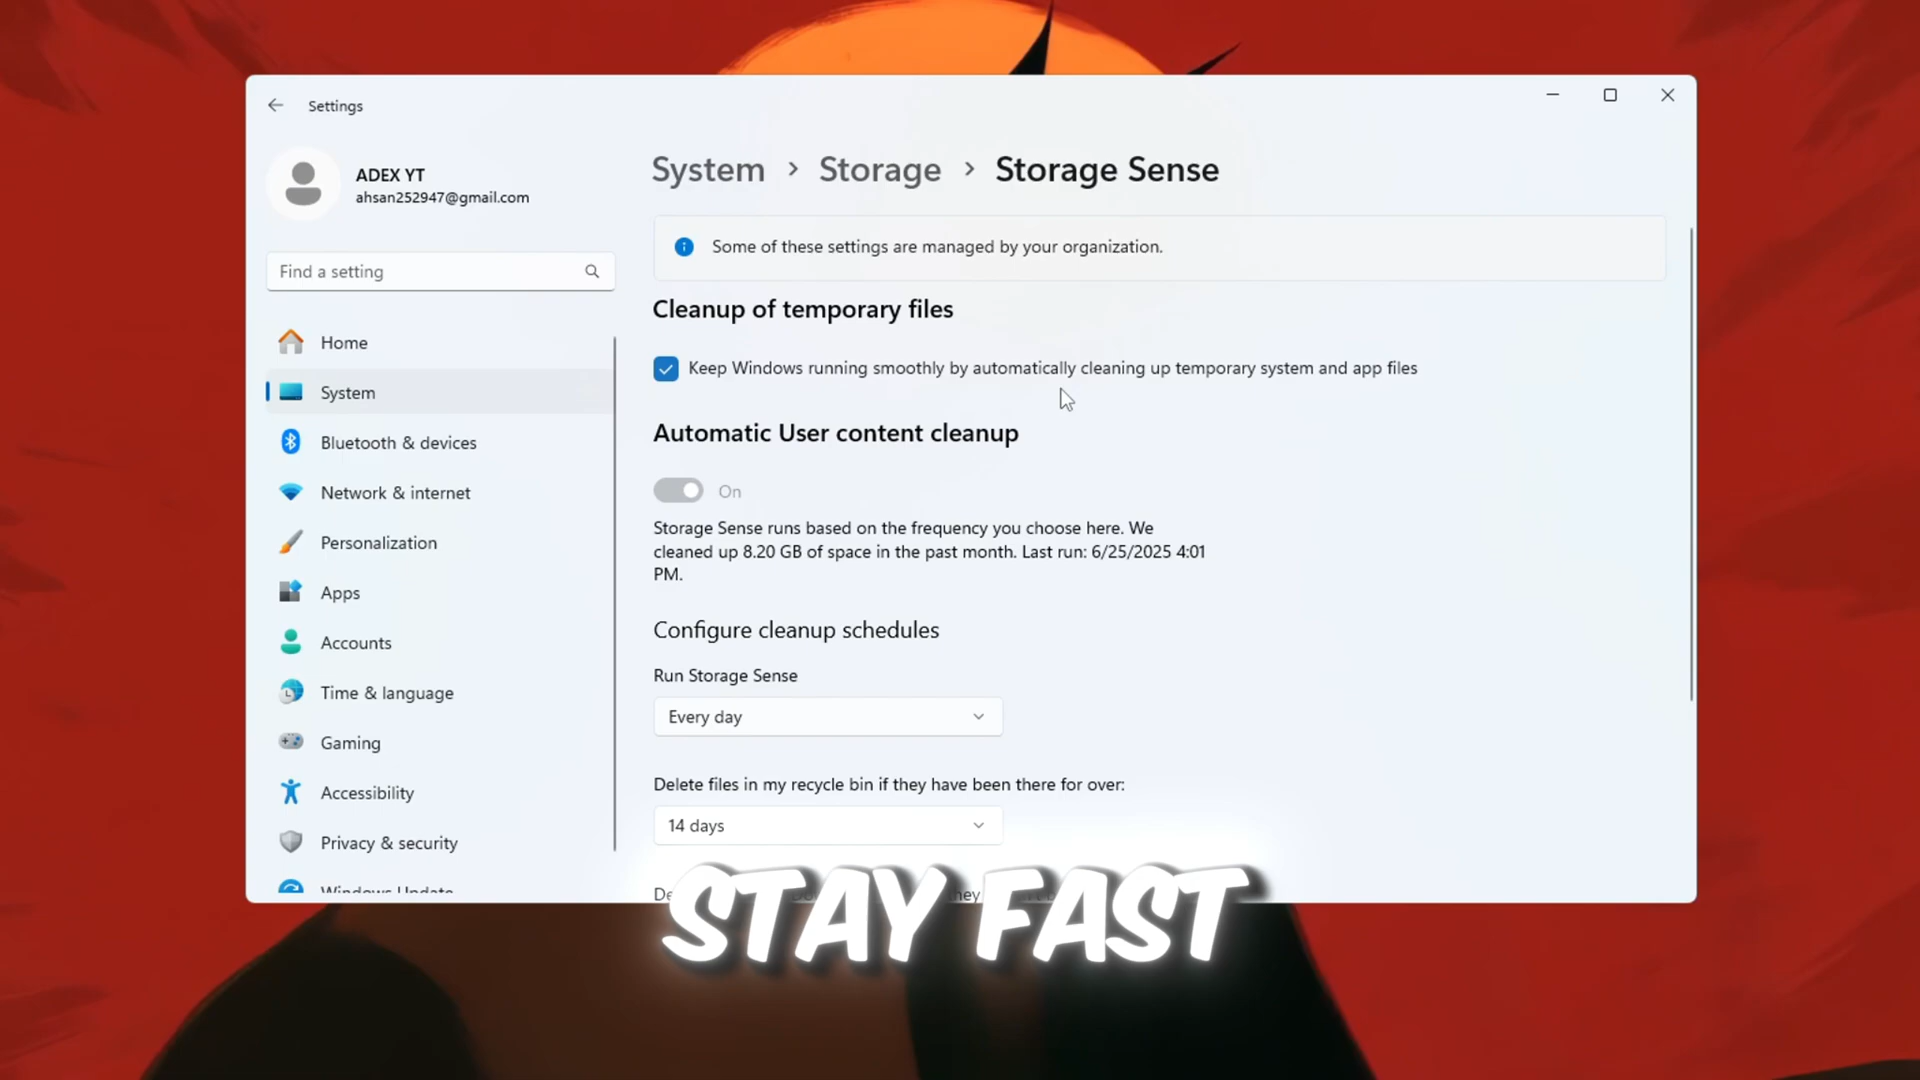 Settings
ADEX YT
ahsan252947@gmail.com
Find a setting
Home
System
Bluetooth & devices
Network & internet
Personalization
Apps
Accounts
Time & language
Gaming
Accessibility
Privacy & security
Windows Update
System > Storage > Storage Sense
Some of these settings are managed by your organization.
Cleanup of temporary files
Keep Windows running smoothly by automatically cleaning up temporary system and app files
Automatic User content cleanup
On
Storage Sense runs based on the frequency you choose here. We
cleaned up 8.20 GB of space in the past month. Last run: 6/25/2025 4:01
PM.
Configure cleanup schedules
Run Storage Sense
Every day
Delete files in my recycle bin if they have been there for over:
14 days
STAY FAST